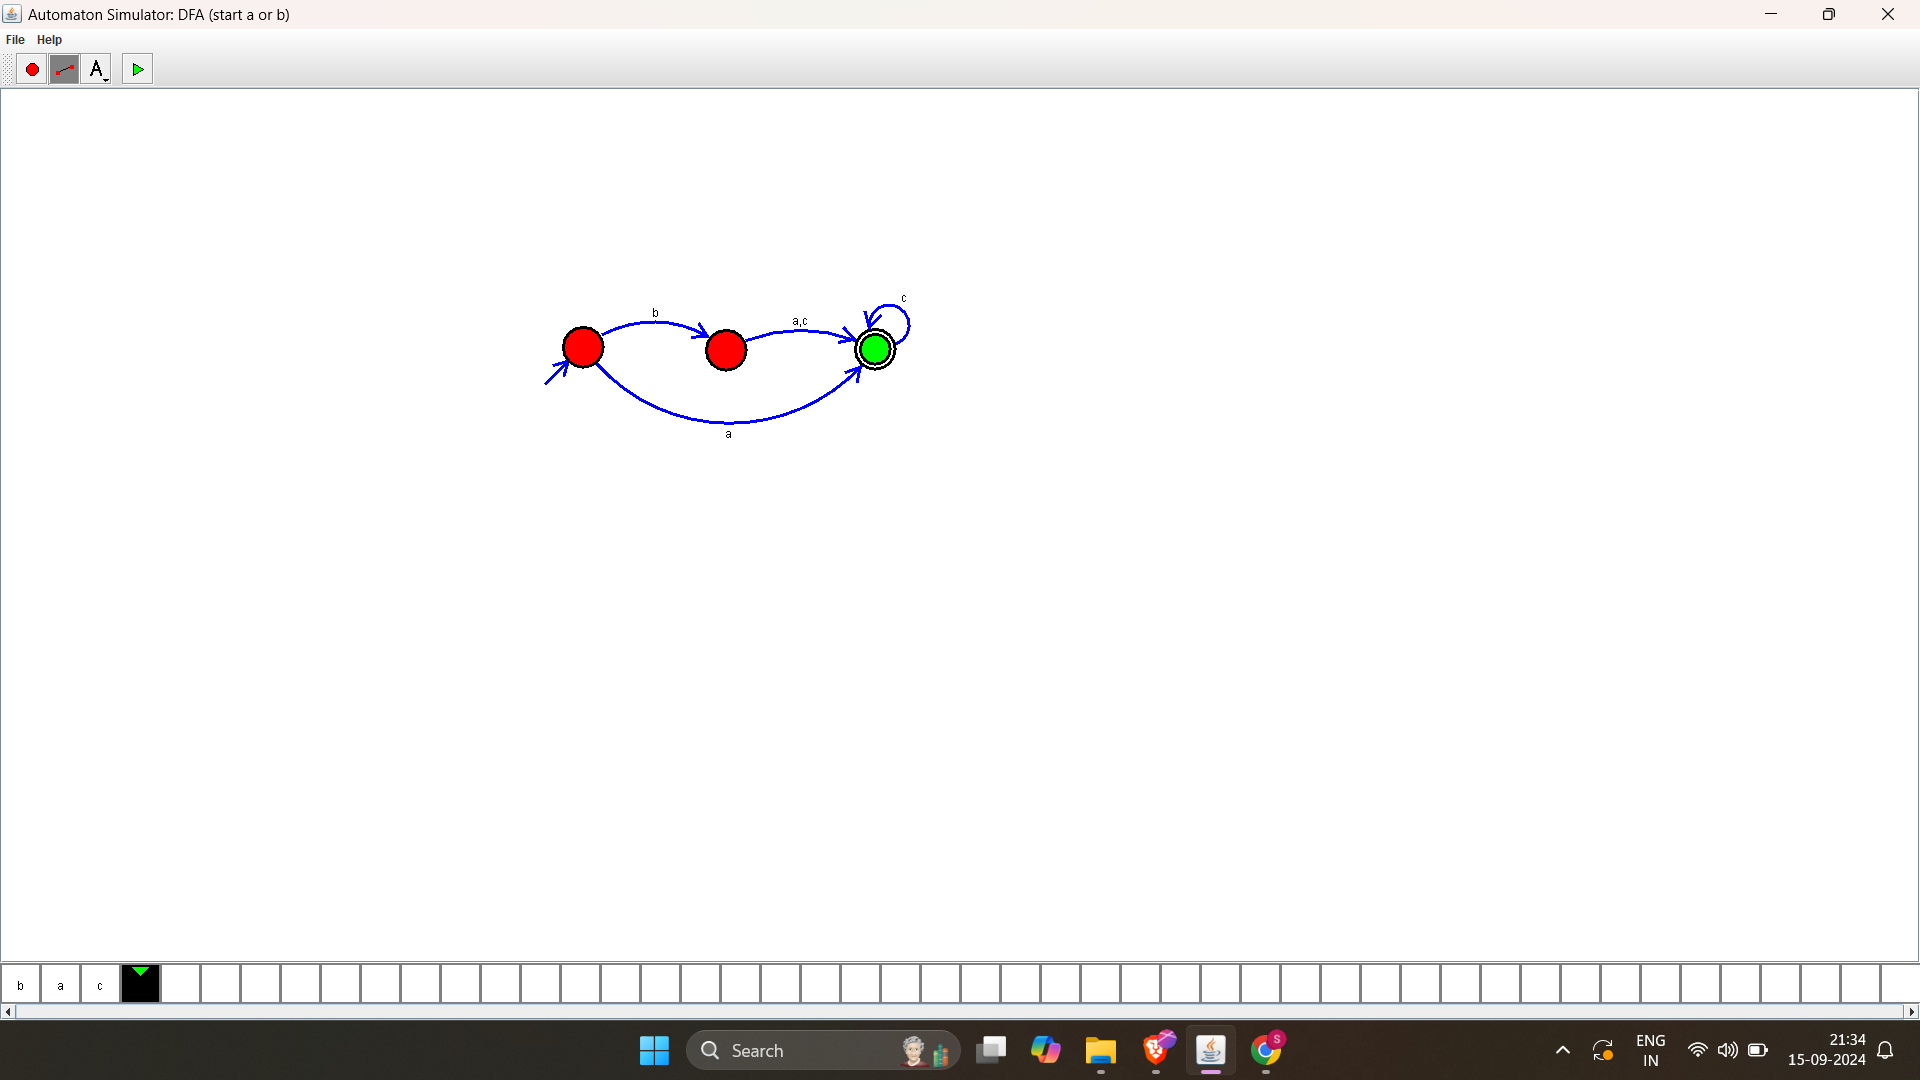 Automaton Simulator: DFA (start a or b)
File Help
A
c
b
a,c
a
b a c
Search
ENG
IN
21:34
15-09-2024
S